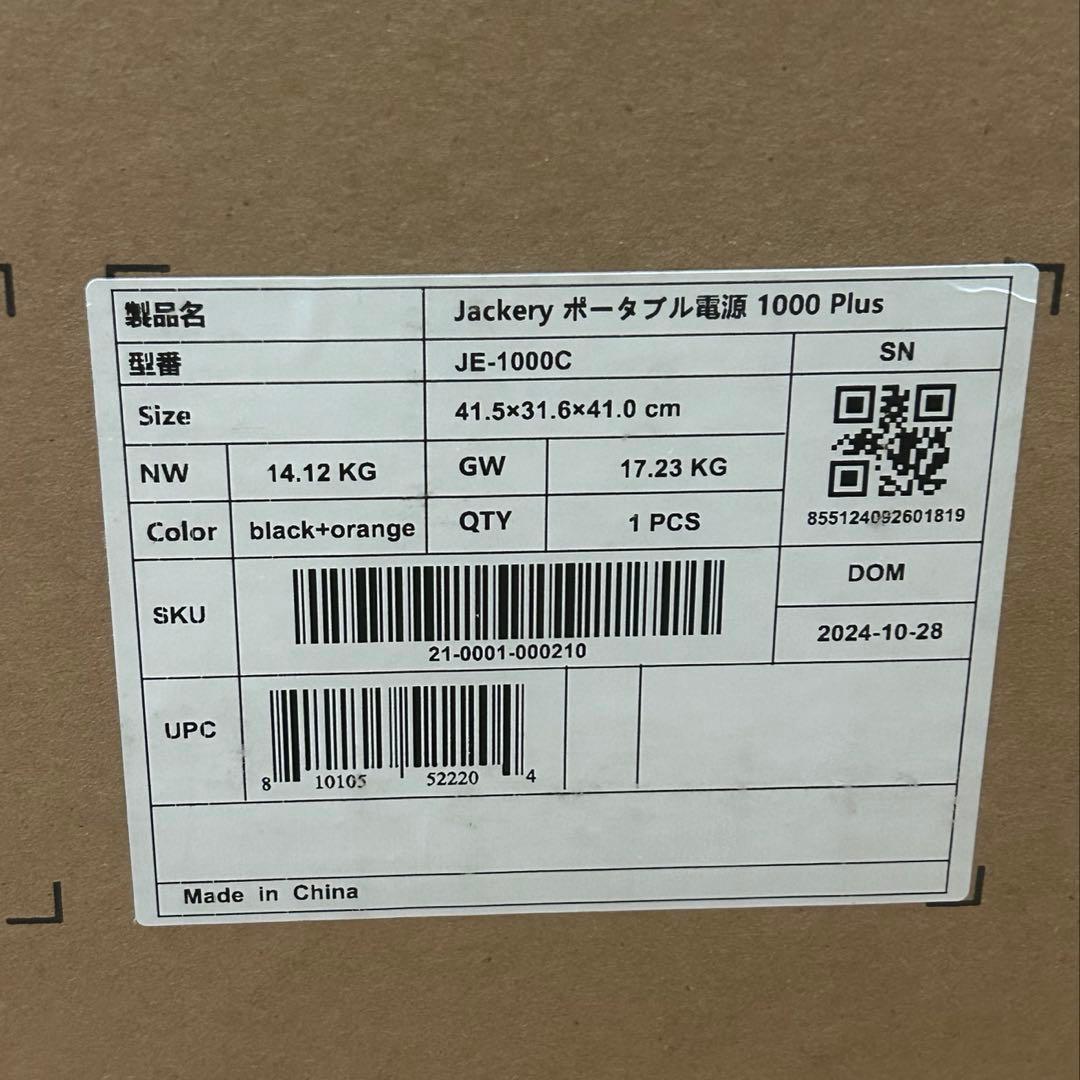 製品名 Jackery ポータブル電源 1000 Plus
型番 JE-1000C SN
Size 41.5×31.6×41.0 cm
NW 14.12 KG GW 17.23 KG
855124092601819
Color black+orange QTY 1 PCS
DOM
SKU
2024-10-28
21-0001-000210
UPC
8 10105 52220 4
Made in China